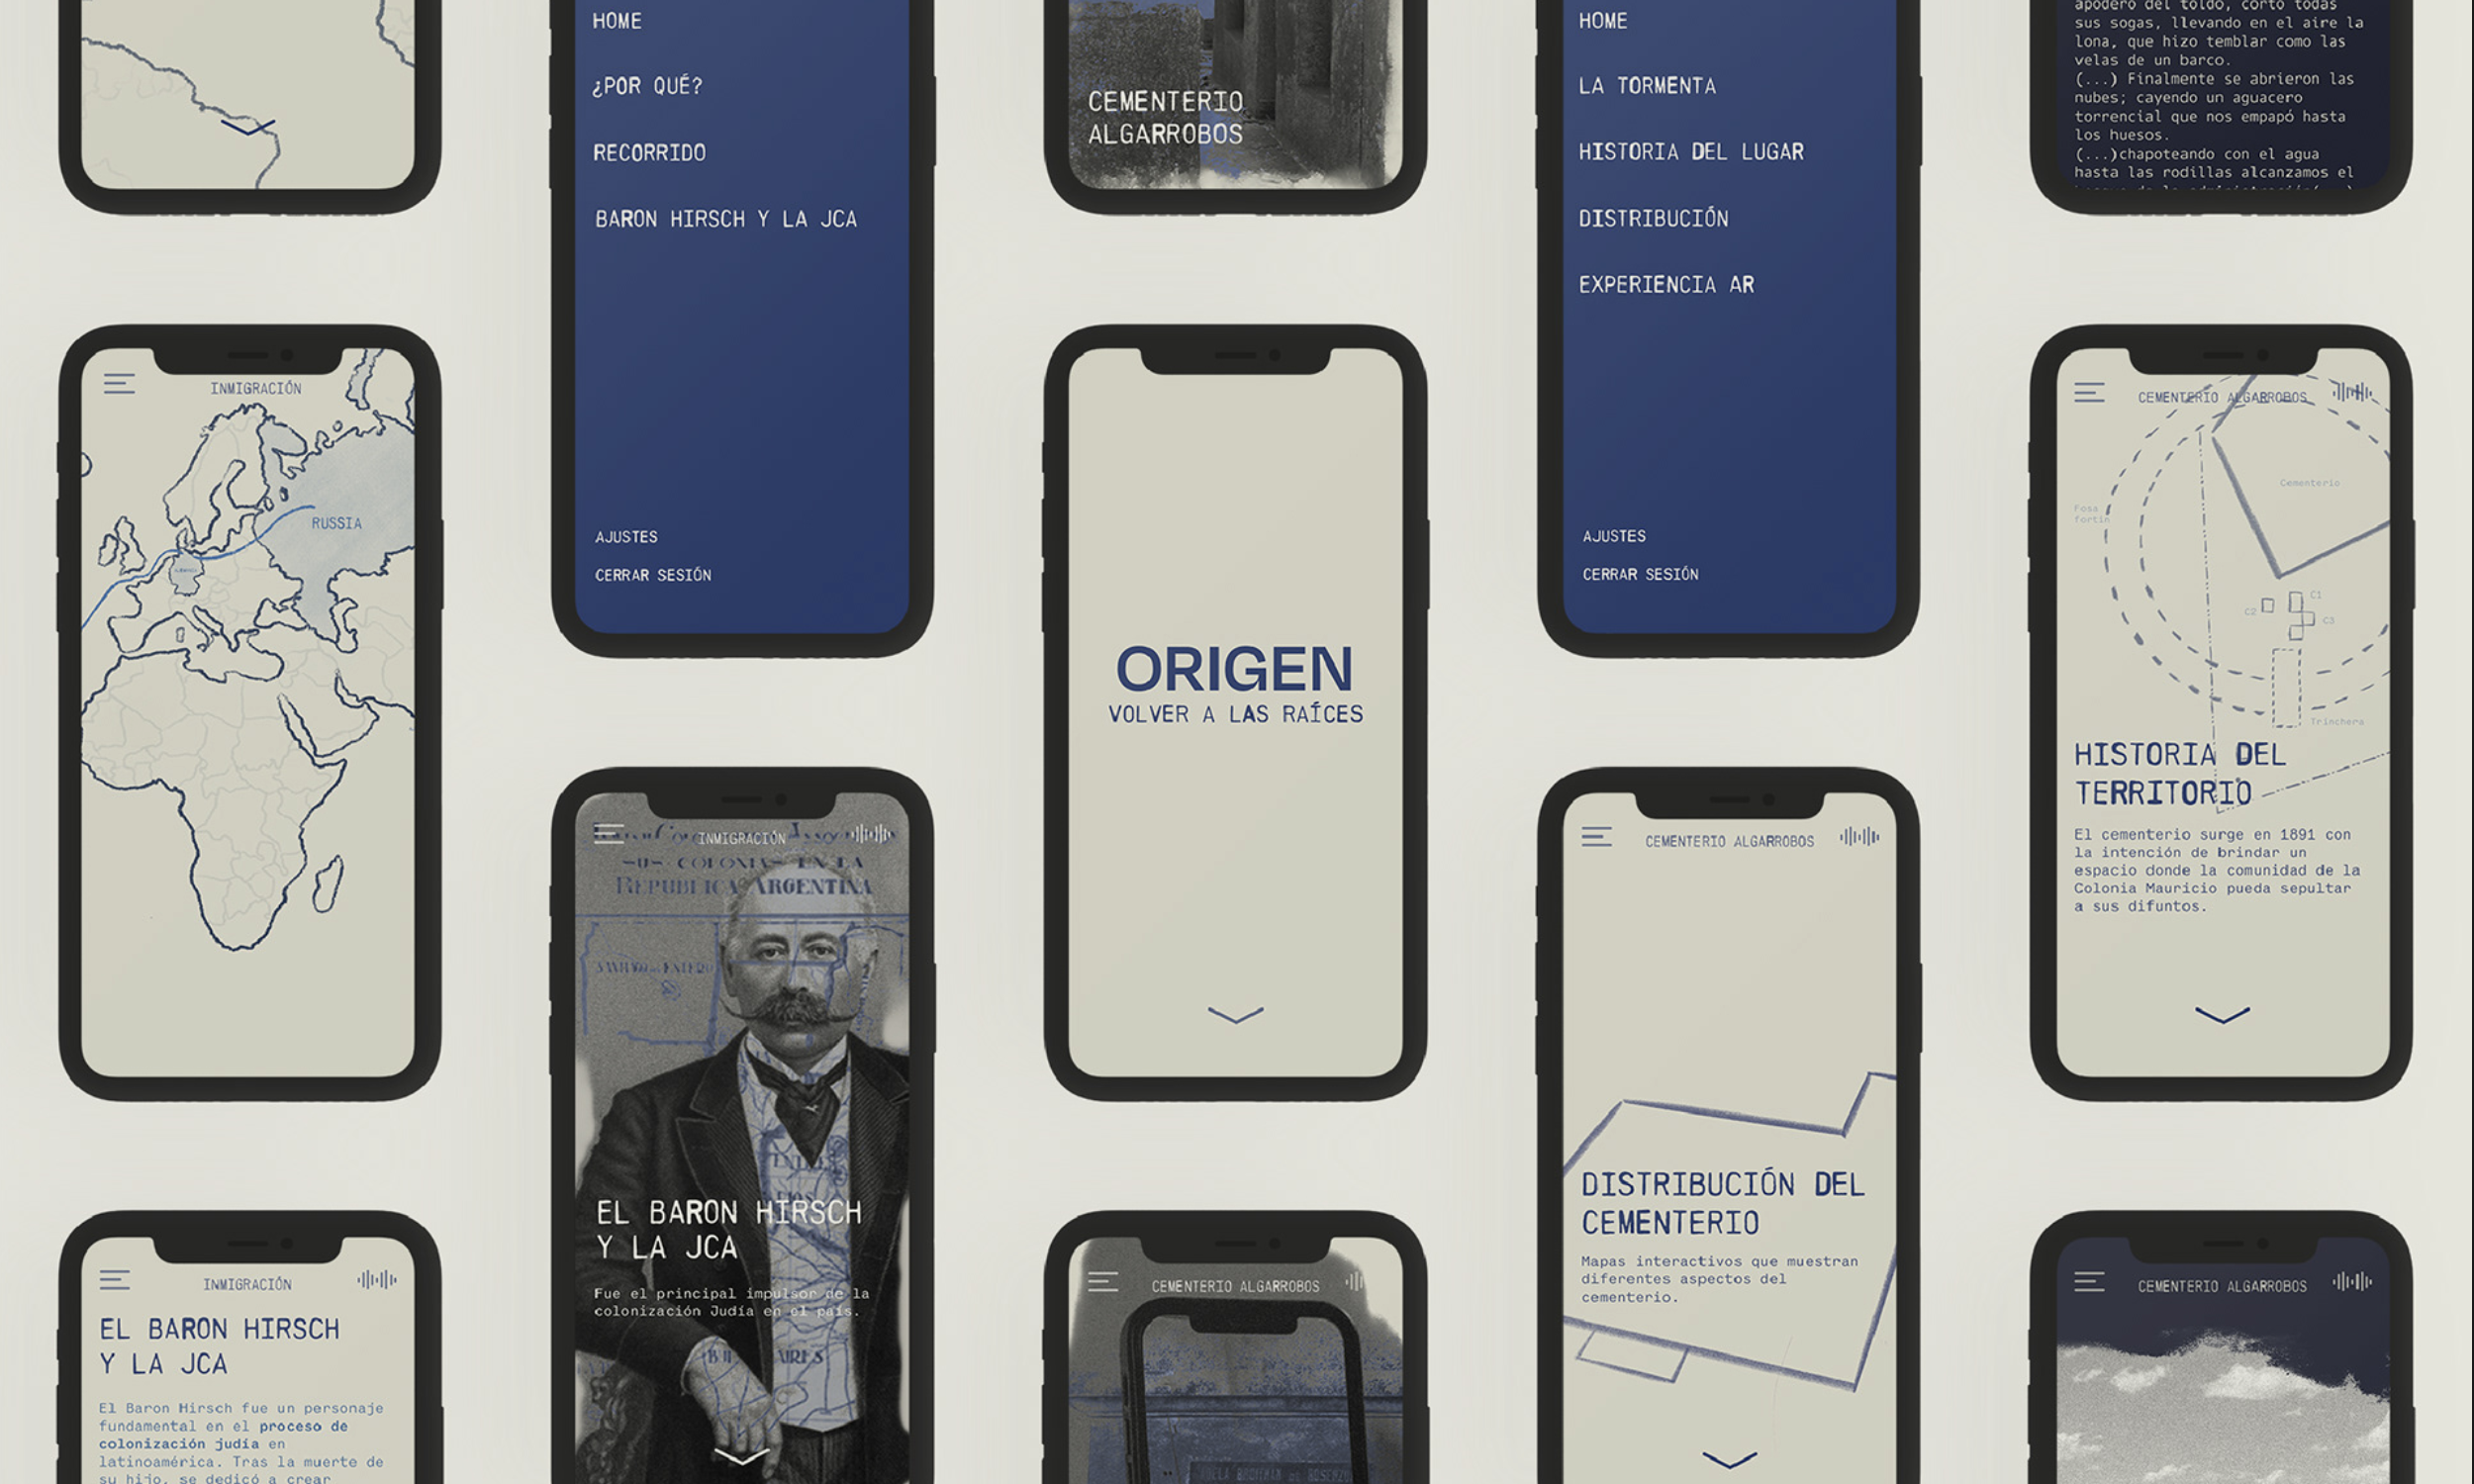 HOME
¿POR QUÉ?
RECORRIDO
BARON HIRSCH Y LA JCA
AJUSTES
CERRAR SESIÓN
CEMENTERIO
ALGARROBOS
HOME
LA TORMENTA
HISTORIA DEL LUGAR
DISTRIBUCIÓN
EXPERIENCIA AR
AJUSTES
CERRAR SESIÓN
apoderó del toldo, cortó todas
sus sogas, llevando en el aire la
lona, que hizo temblar como las
velas de un barco.
(...) Finalmente se abrieron las
nubes; cayendo un aguacero
torrencial que nos empapó hasta
los huesos.
(...)chapoteando con el agua
hasta las rodillas alcanzamos el
INMIGRACIÓN
RUSSIA
ORIGEN
VOLVER A LAS RAÍCES
CEMENTERIO ALGARROBOS
Cementerio
Fosa
fortin
C1
C2
C3
Trinchera
HISTORIA DEL
TERRITORIO
El cementerio surge en 1891 con
la intención de brindar un
espacio donde la comunidad de la
Colonia Mauricio pueda sepultar
a sus difuntos.
INMIGRACIÓN
COLONIAS EN LA
REPUBLICA ARGENTINA
EL BARON HIRSCH
Y LA JCA
Fue el principal impulsor de la
colonización Judía en el país.
CEMENTERIO ALGARROBOS
DISTRIBUCIÓN DEL
CEMENTERIO
Mapas interactivos que muestran
diferentes aspectos del
cementerio.
INMIGRACIÓN
EL BARON HIRSCH
Y LA JCA
El Baron Hirsch fue un personaje
fundamental en el proceso de
colonización judía en
latinoamérica. Tras la muerte de
su hijo, se dedicó a crear
CEMENTERIO ALGARROBOS
CEMENTERIO ALGARROBOS